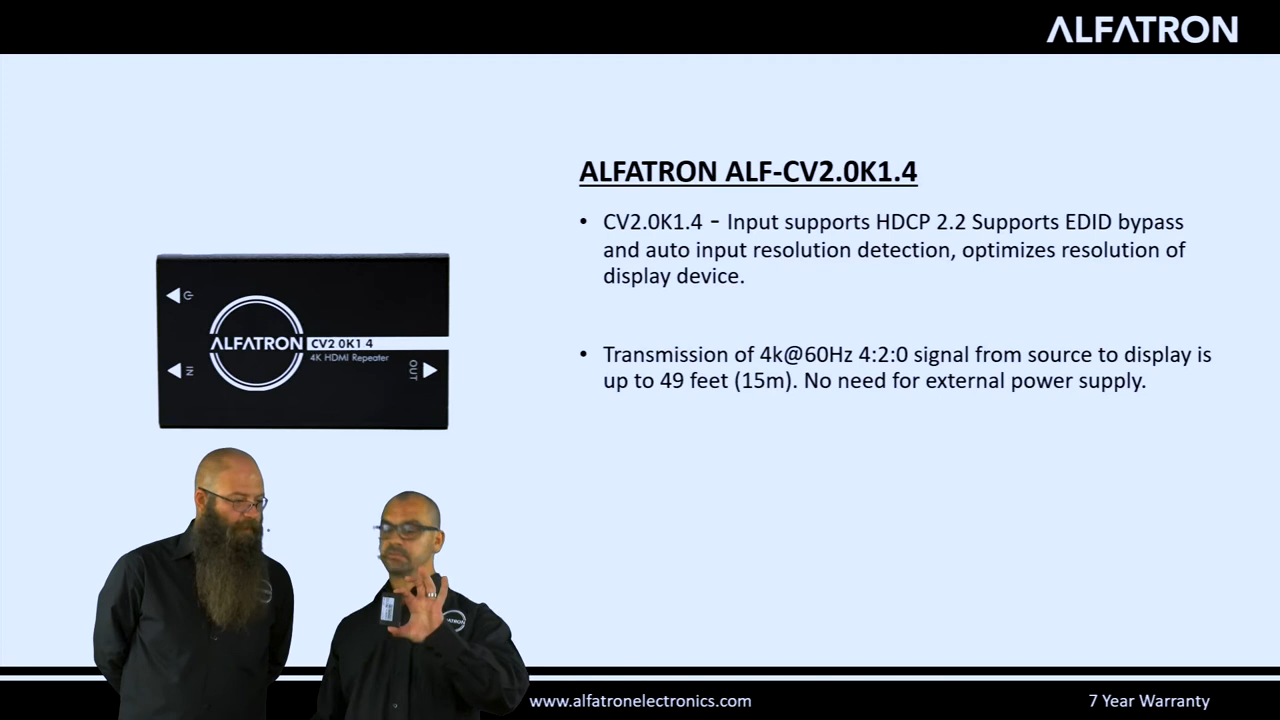 ALFATRON
ALFATRON ALF-CV2.0K1.4
• CV2.0K1.4 - Input supports HDCP 2.2 Supports EDID bypass
and auto input resolution detection, optimizes resolution of
display device.
• Transmission of 4k@60Hz 4:2:0 signal from source to display is
up to 49 feet (15m). No need for external power supply.
ALFATRON
CV2 0K1 4
4K HDMI Repeater
IN
OUT
www.alfatronelectronics.com
7 Year Warranty